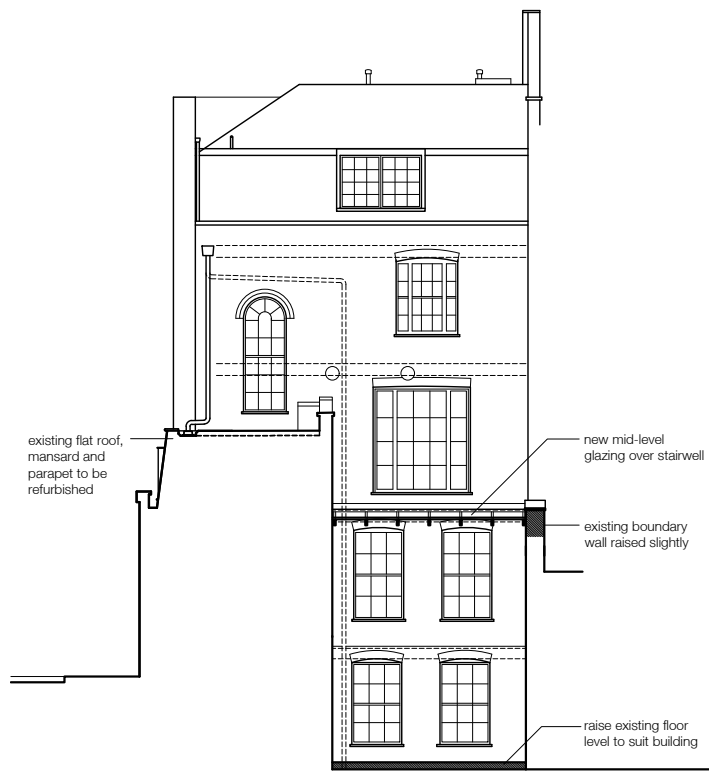 existing flat roof,
mansard and
parapet to be
refurbished
new mid-level
glazing over stairwell
existing boundary
wall raised slightly
raise existing floor
level to suit building